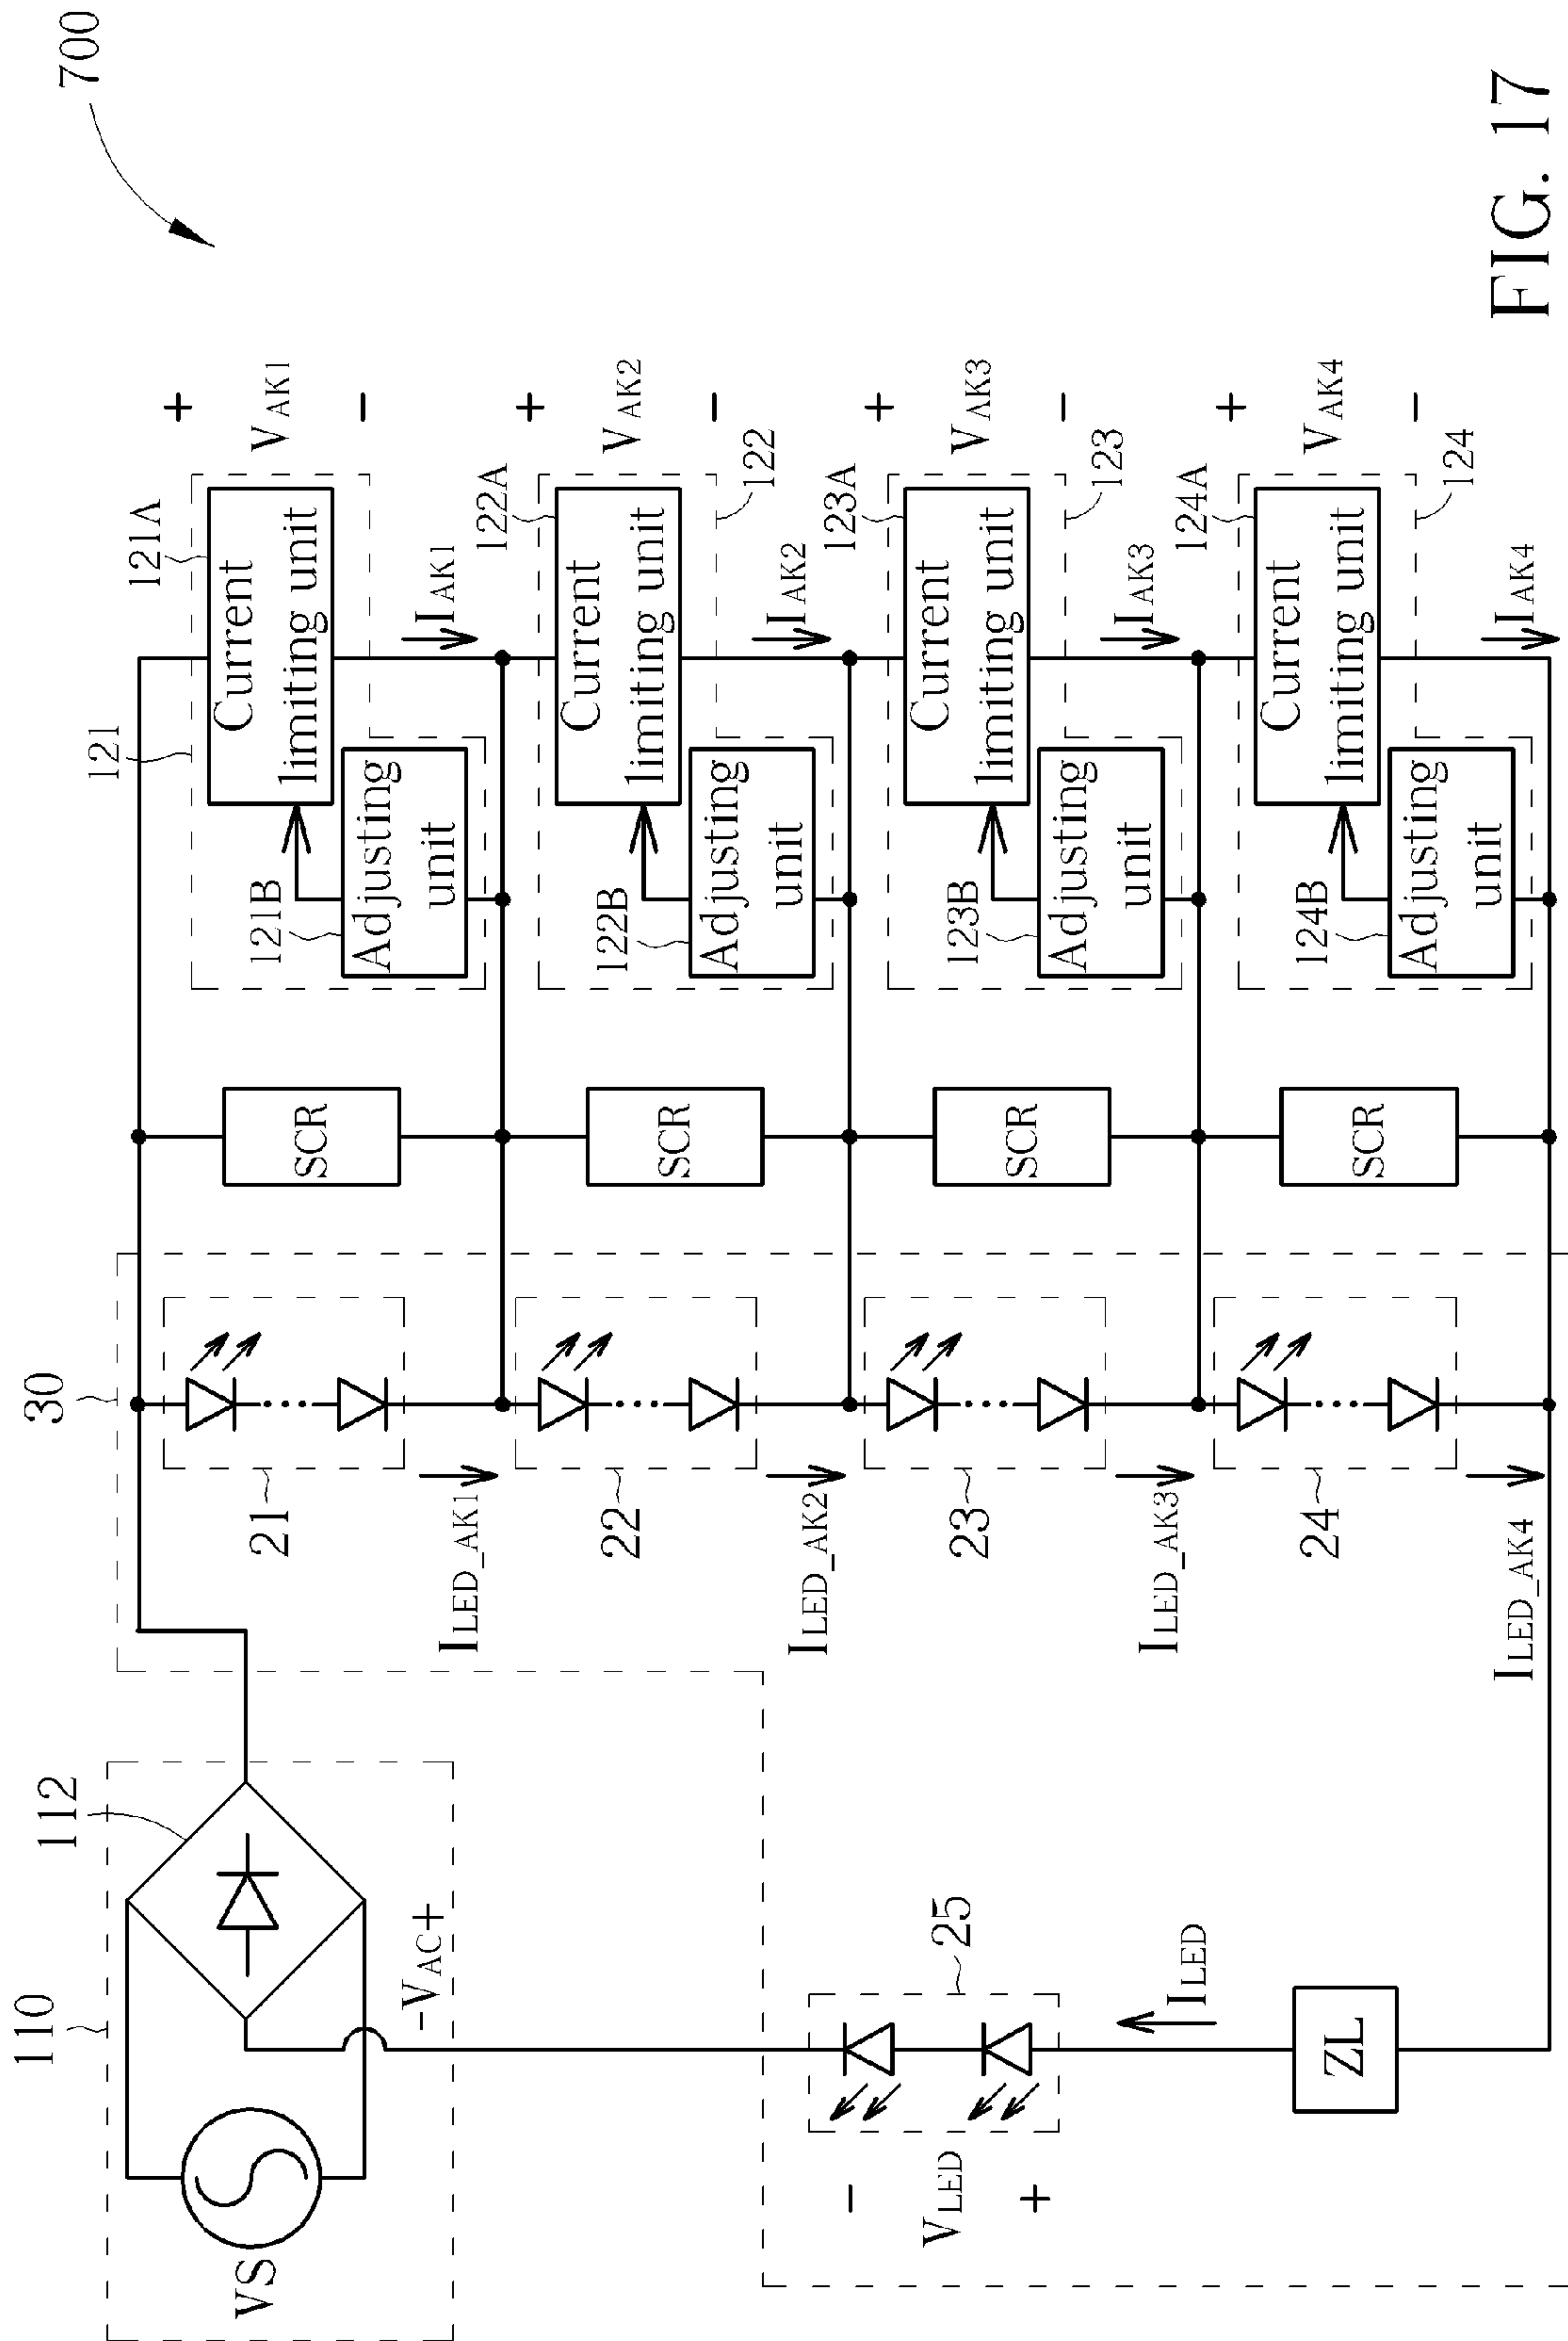 700
110
112
30
VS
-VAC+
121
121A
Current
limiting unit
121B
Adjusting
unit
+
VAK1
-
IAK1
SCR
21
ILED_AK1
122A
Current
limiting unit
122B
Adjusting
unit
+
VAK2
-
122
IAK2
SCR
22
ILED_AK2
123A
Current
limiting unit
123B
Adjusting
unit
+
VAK3
-
123
IAK3
SCR
23
ILED_AK3
124A
Current
limiting unit
124B
Adjusting
unit
+
VAK4
-
124
IAK4
SCR
24
ILED_AK4
25
-
VLED
+
ILED
ZL
FIG. 17